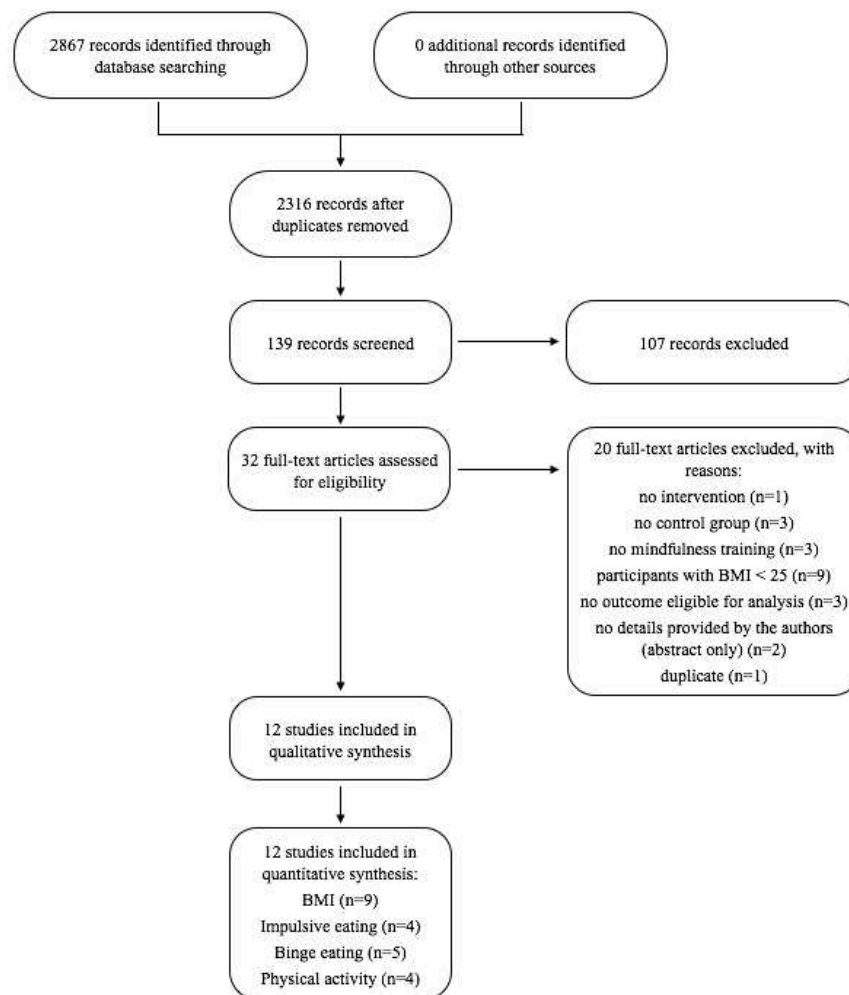 2867 records identified through
database searching
0 additional records identified
through other sources
2316 records after
duplicates removed
139 records screened
107 records excluded
32 full-text articles assessed
for eligibility
20 full-text articles excluded, with
reasons:
no intervention (n=1)
no control group (n=3)
no mindfulness training (n=3)
participants with BMI < 25 (n=9)
no outcome eligible for analysis (n=3)
no details provided by the authors
(abstract only) (n=2)
duplicate (n=1)
12 studies included in
qualitative synthesis
12 studies included in
quantitative synthesis:
BMI (n=9)
Impulsive eating (n=4)
Binge eating (n=5)
Physical activity (n=4)